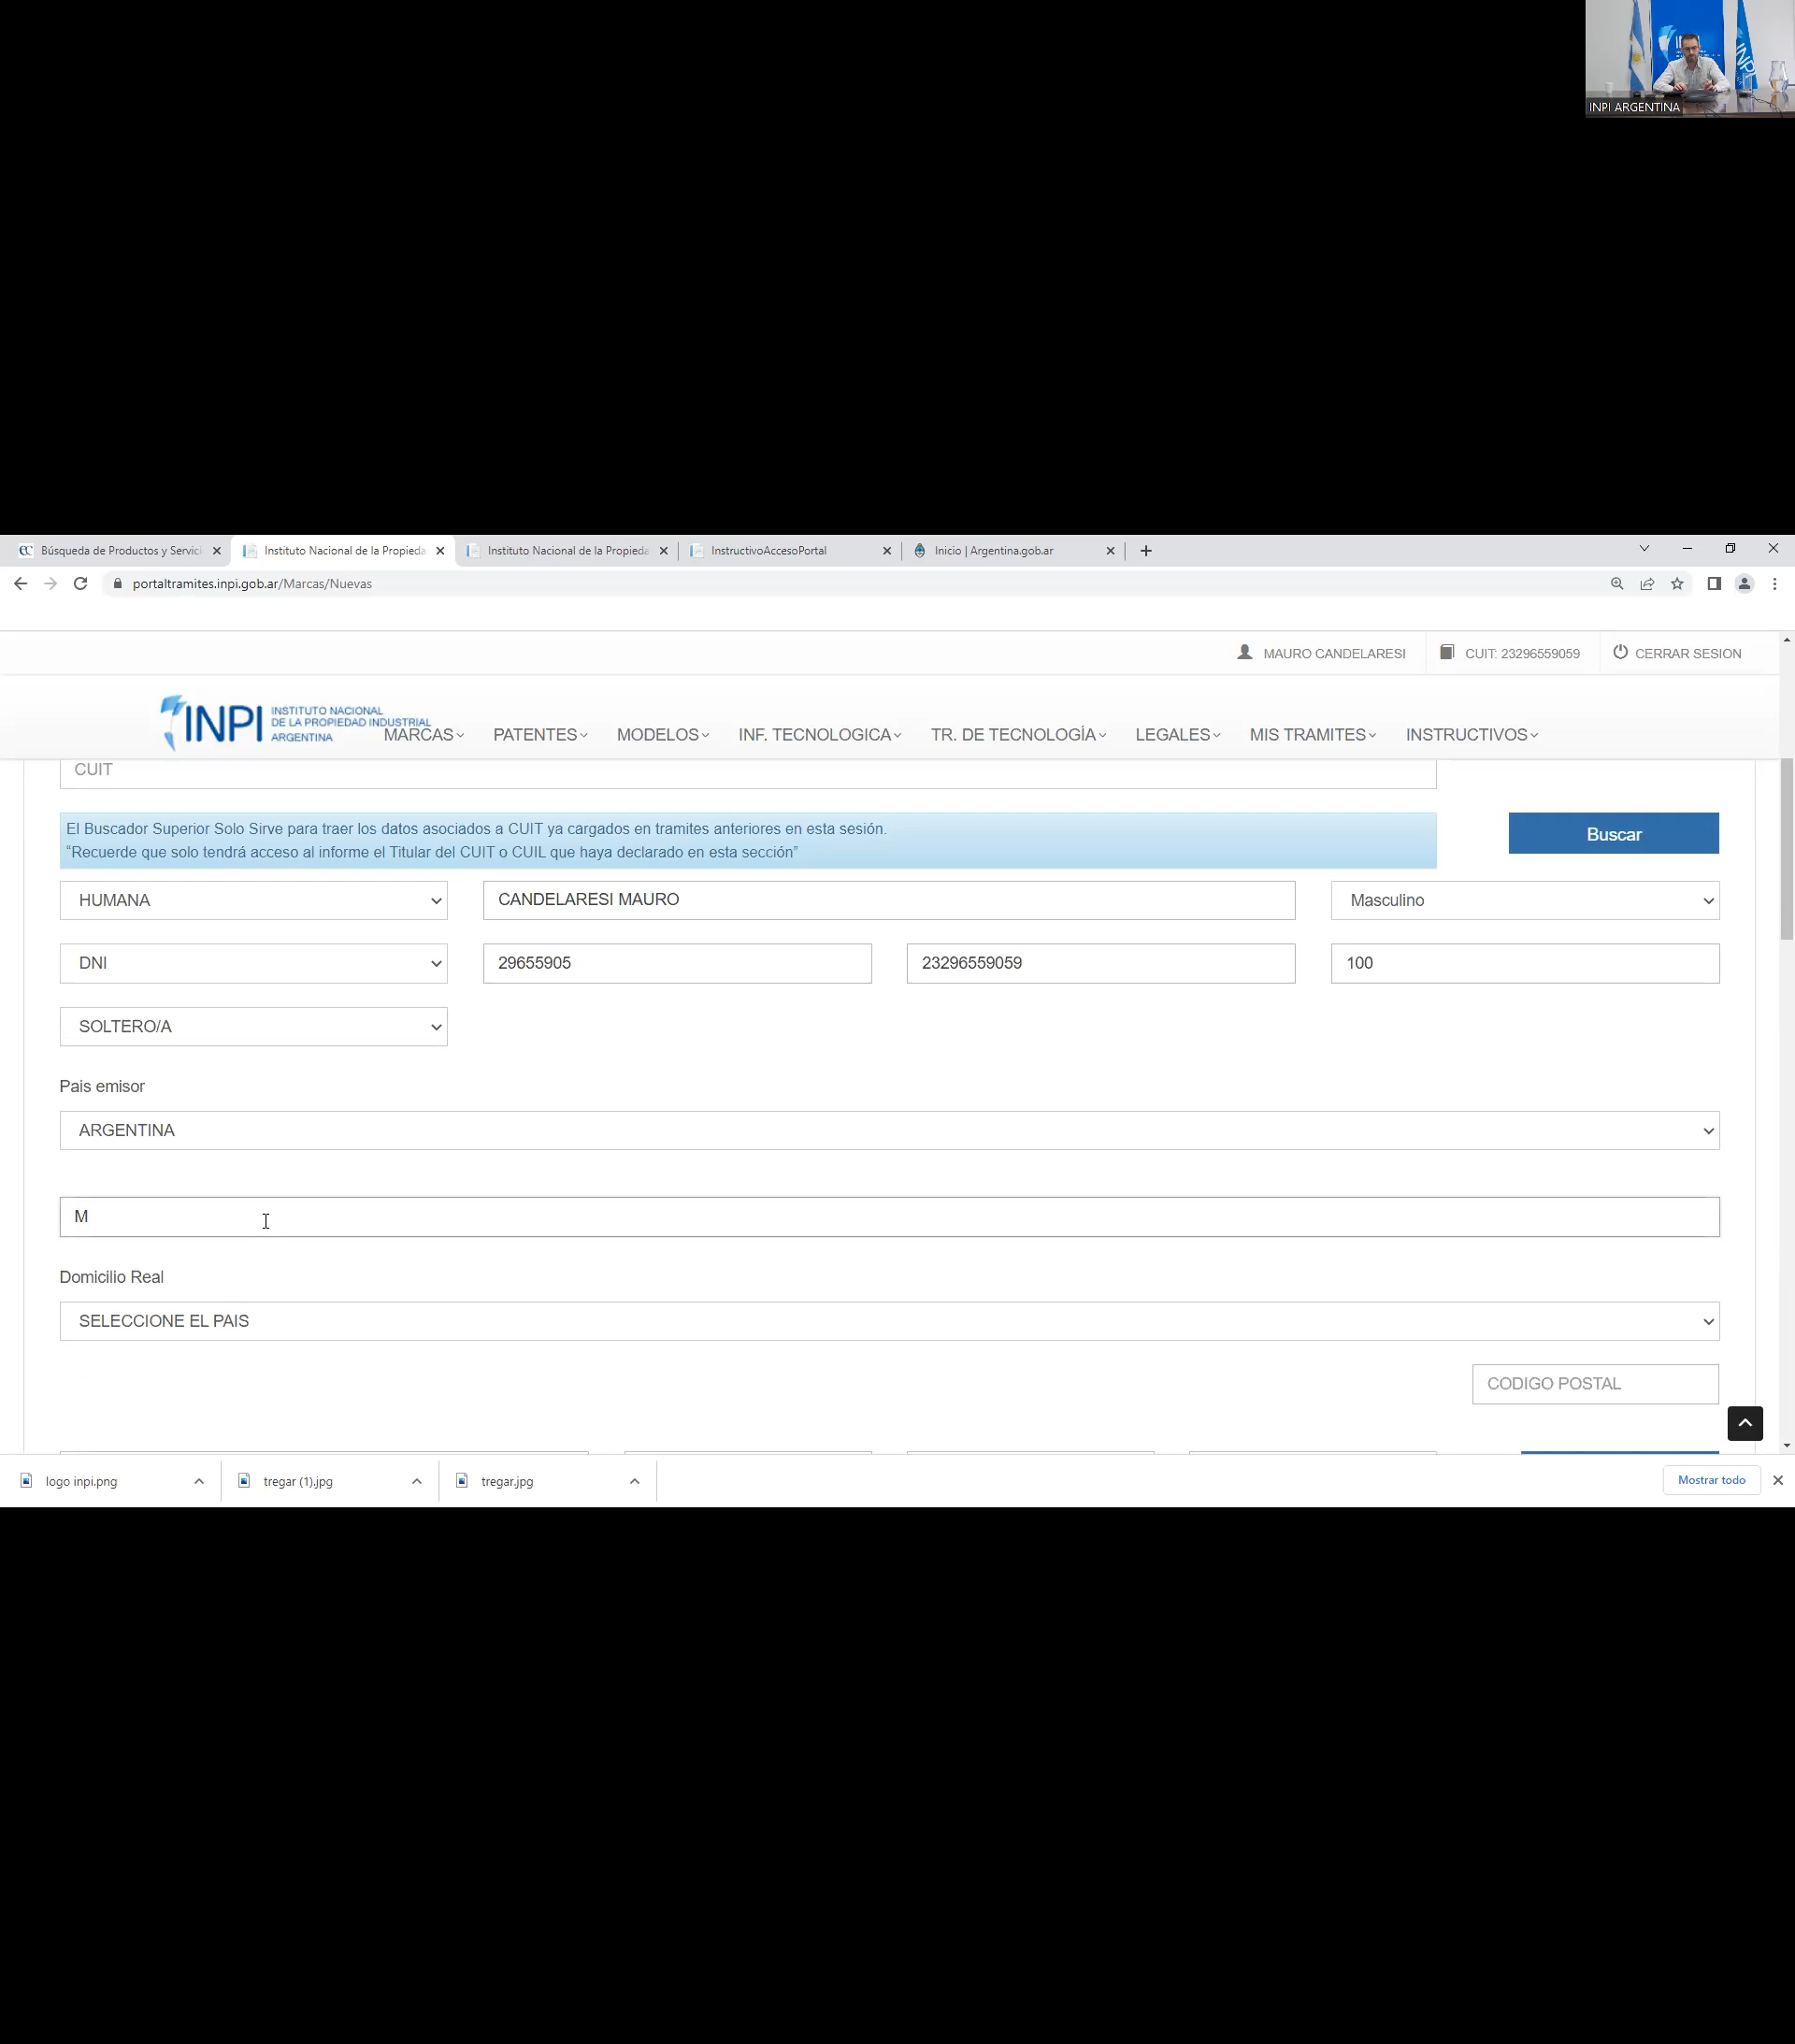 INPI
INPI
INPI ARGENTINA
Búsqueda de Productos y Servici
Instituto Nacional de la Propieda
Instituto Nacional de la Propieda
InstructivoAccesoPortal
Inicio | Argentina.gob.ar
portaltramites.inpi.gob.ar/Marcas/Nuevas
MAURO CANDELARESI
CUIT: 23296559059
CERRAR SESION
INPI INSTITUTO NACIONAL
DE LA PROPIEDAD INDUSTRIAL
ARGENTINA
MARCAS PATENTES MODELOS INF. TECNOLOGICA TR. DE TECNOLOGÍA LEGALES MIS TRAMITES INSTRUCTIVOS
CUIT
El Buscador Superior Solo Sirve para traer los datos asociados a CUIT ya cargados en tramites anteriores en esta sesión.
“Recuerde que solo tendrá acceso al informe el Titular del CUIT o CUIL que haya declarado en esta sección”
Buscar
HUMANA CANDELARESI MAURO Masculino
DNI 29655905 23296559059 100
SOLTERO/A
Pais emisor
ARGENTINA
M
Domicilio Real
SELECCIONE EL PAIS
CODIGO POSTAL
logo inpi.png
tregar (1).jpg
tregar.jpg
Mostrar todo